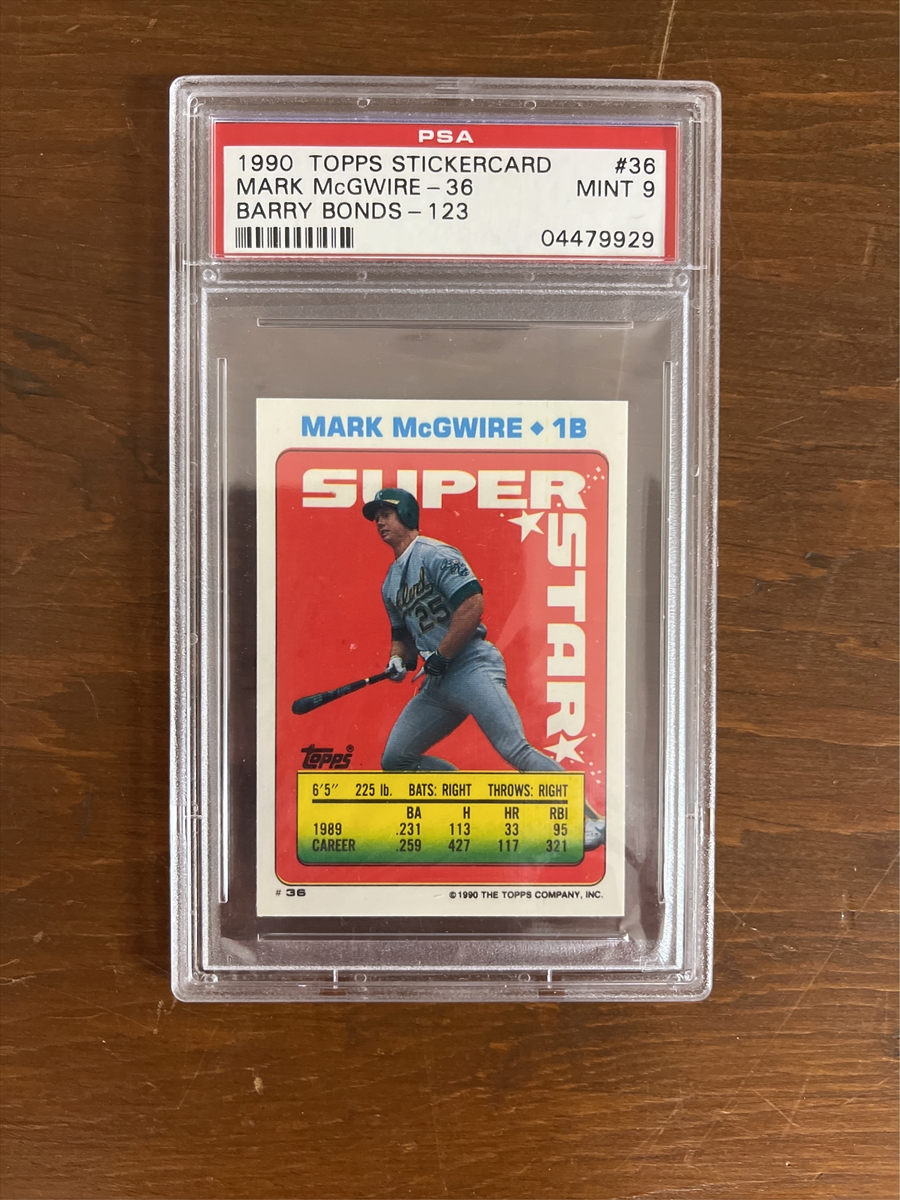 PSA
1990 TOPPS STICKERCARD #36
MARK McGWIRE – 36 MINT 9
BARRY BONDS – 123
04479929
MARK McGWIRE ♦ 1B
SUPER
STAR
25
topps®
6'5" 225 lb. BATS: RIGHT THROWS: RIGHT
BA H HR RBI
1989 .231 113 33 95
CAREER .259 427 117 321
# 36 © 1990 THE TOPPS COMPANY, INC.